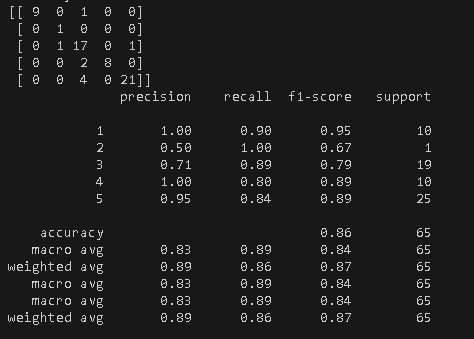 [[ 9 0 1 0 0]
[ 0 1 0 0 0]
[ 0 1 17 0 1]
[ 0 0 2 8 0]
[ 0 0 4 0 21]]
precision recall f1-score support
1 1.00 0.90 0.95 10
2 0.50 1.00 0.67 1
3 0.71 0.89 0.79 19
4 1.00 0.80 0.89 10
5 0.95 0.84 0.89 25
accuracy 0.86 65
macro avg 0.83 0.89 0.84 65
weighted avg 0.89 0.86 0.87 65
macro avg 0.83 0.89 0.84 65
macro avg 0.83 0.89 0.84 65
weighted avg 0.89 0.86 0.87 65